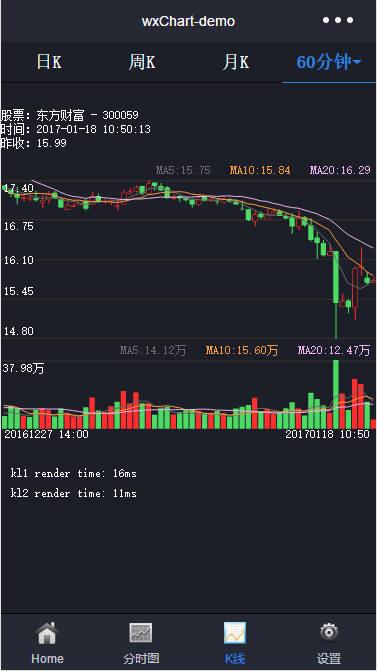 wxChart-demo
日K 周K 月K 60分钟
股票: 东方财富 - 300059
时间: 2017-01-18 10:50:13
昨收: 15.99
MA5:15.75 MA10:15.84 MA20:16.29
17.40
16.75
16.10
15.45
14.80
MA5:14.12万 MA10:15.60万 MA20:12.47万
37.98万
20161227 14:00 20170118 10:50
kl1 render time: 16ms
kl2 render time: 11ms
Home 分时图 K线 设置